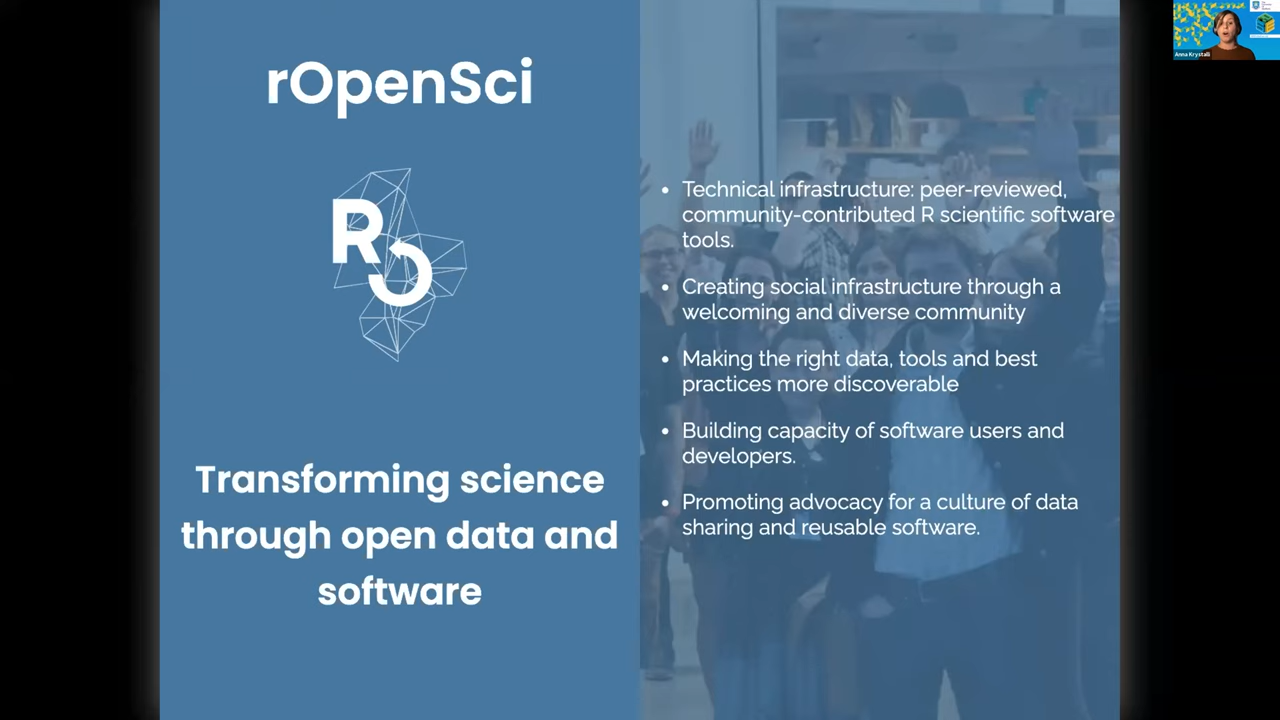 rOpenSci
R
Transforming science
through open data and
software
• Technical infrastructure: peer-reviewed,
community-contributed R scientific software
tools.
• Creating social infrastructure through a
welcoming and diverse community
• Making the right data, tools and best
practices more discoverable
• Building capacity of software users and
developers.
• Promoting advocacy for a culture of data
sharing and reusable software.
Anna Krystalli